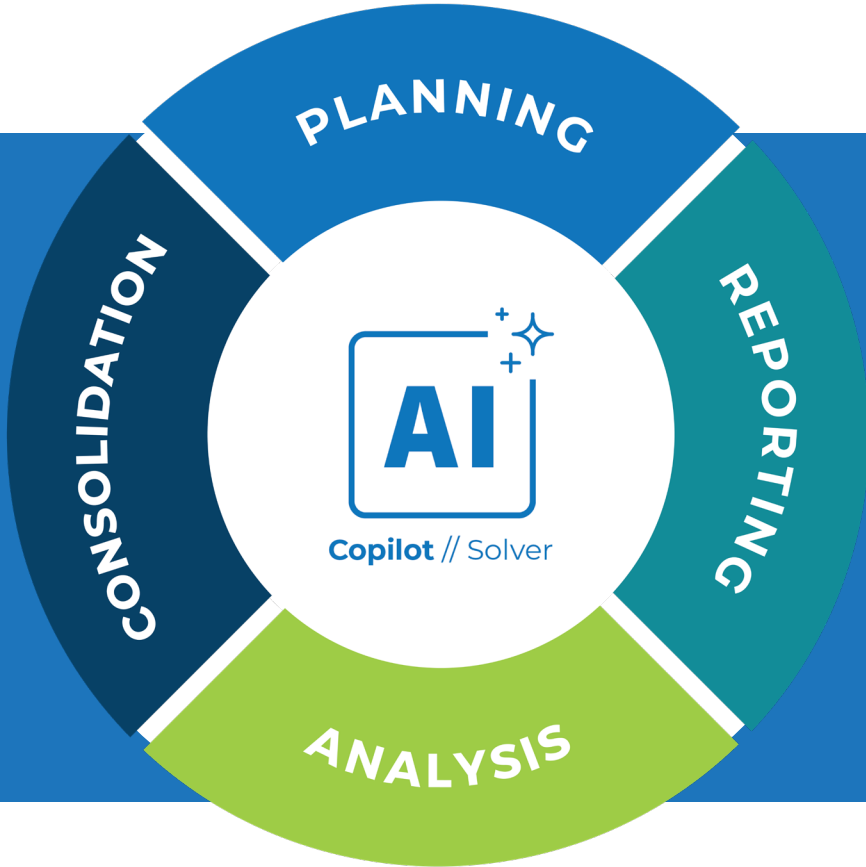 PLANNING
REPORTING
ANALYSIS
CONSOLIDATION
AI
Copilot // Solver